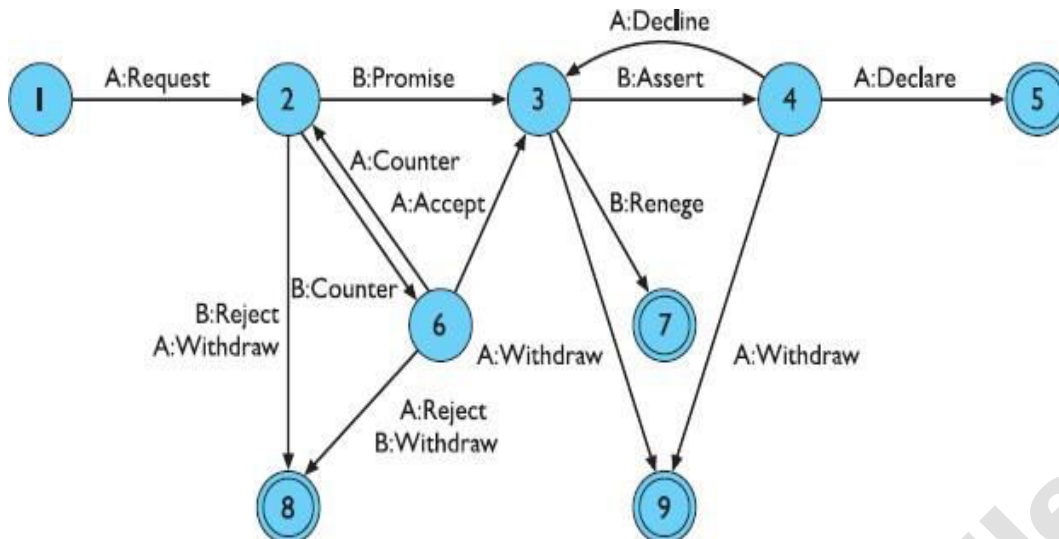 A:Decline
1
A:Request
2
B:Promise
3
B:Assert
4
A:Declare
5
A:Counter
A:Accept
B:Renege
B:Counter
6
7
B:Reject
A:Withdraw
A:Withdraw
A:Withdraw
A:Reject
B:Withdraw
8
9